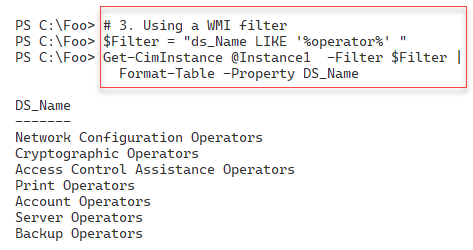 PS C:\Foo> # 3. Using a WMI filter
PS C:\Foo> $Filter = "ds_Name LIKE '%operator%' "
PS C:\Foo> Get-CimInstance @Instance1  -Filter $Filter |
             Format-Table -Property DS_Name
DS_Name
-------
Network Configuration Operators
Cryptographic Operators
Access Control Assistance Operators
Print Operators
Account Operators
Server Operators
Backup Operators